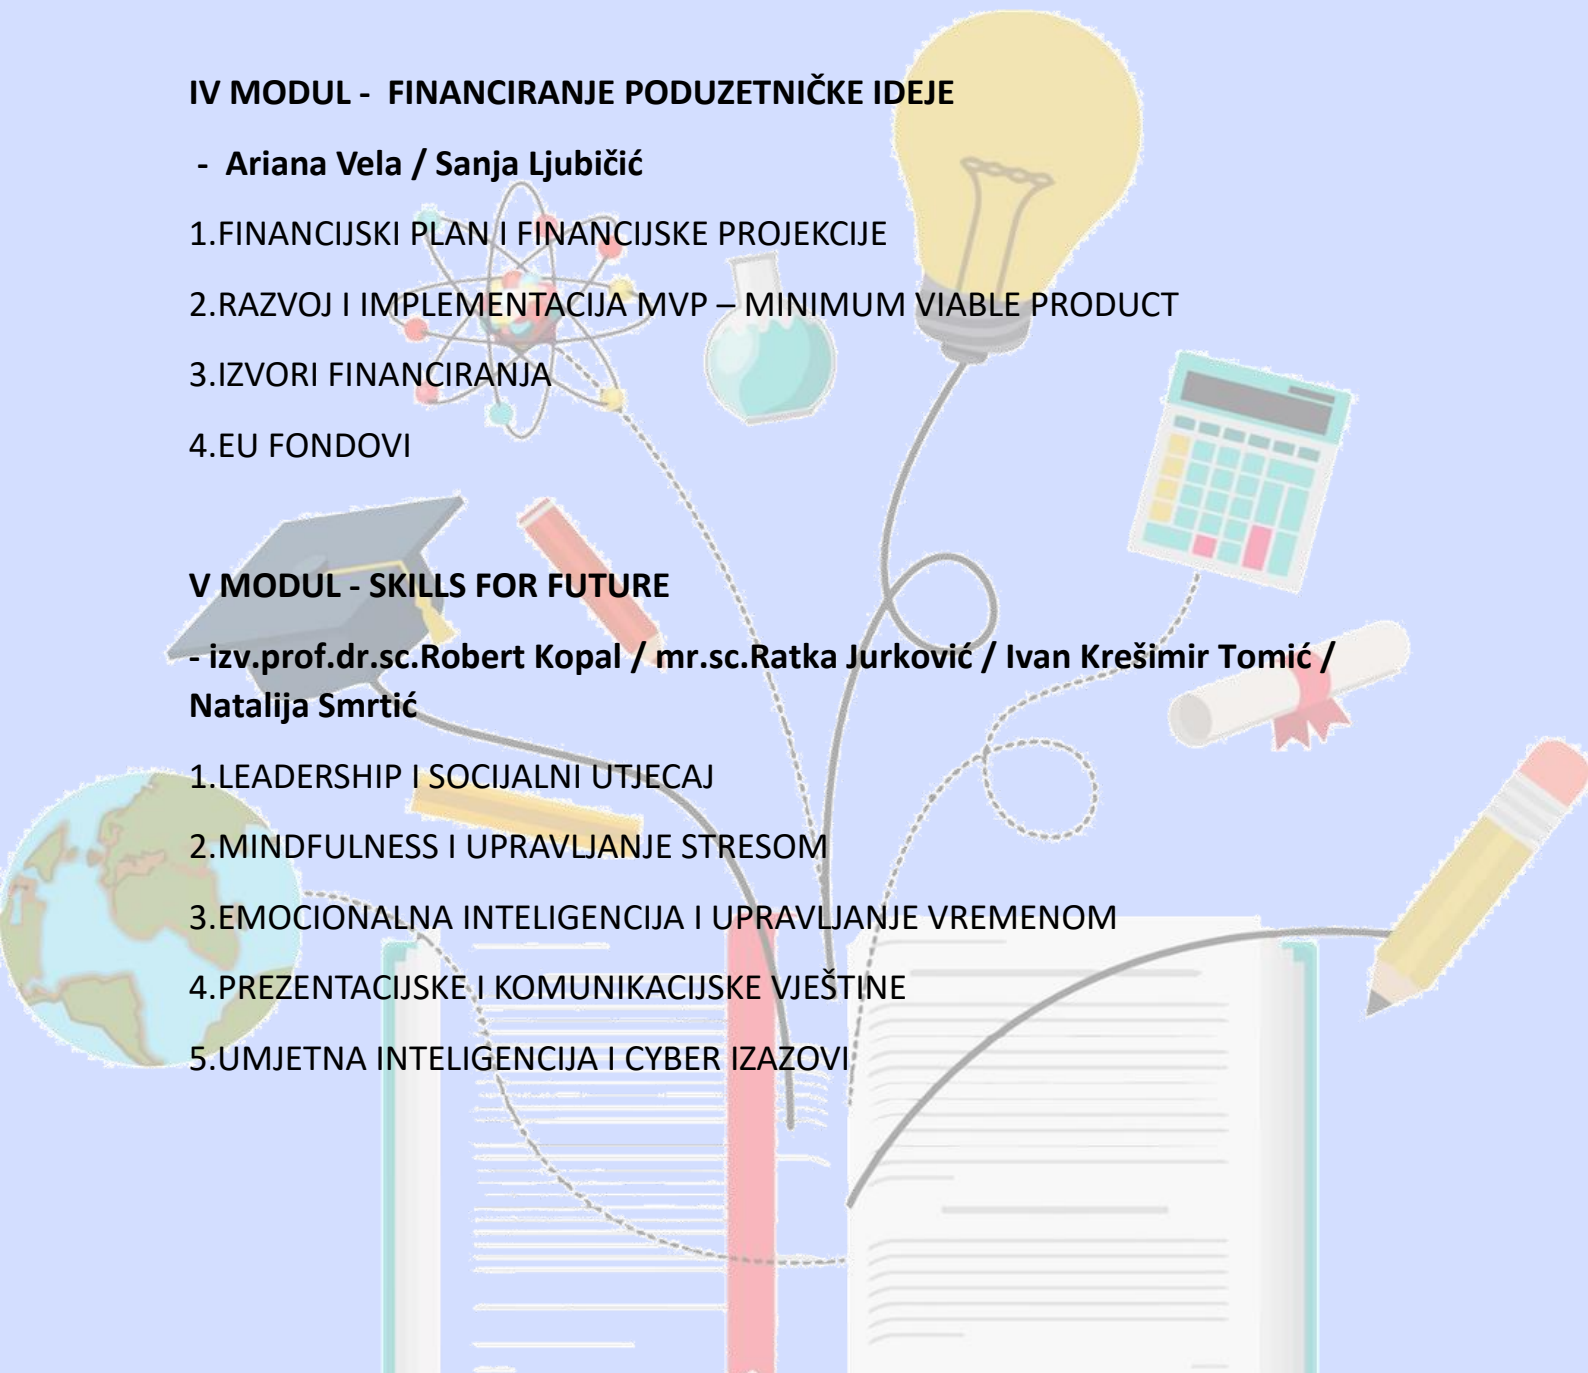 IV MODUL -  FINANCIRANJE PODUZETNIČKE IDEJE
-  Ariana Vela / Sanja Ljubičić
1.FINANCIJSKI PLAN I FINANCIJSKE PROJEKCIJE
2.RAZVOJ I IMPLEMENTACIJA MVP – MINIMUM VIABLE PRODUCT
3.IZVORI FINANCIRANJA
4.EU FONDOVI
V MODUL - SKILLS FOR FUTURE
- izv.prof.dr.sc.Robert Kopal / mr.sc.Ratka Jurković / Ivan Krešimir Tomić /
Natalija Smrtić
1.LEADERSHIP I SOCIJALNI UTJECAJ
2.MINDFULNESS I UPRAVLJANJE STRESOM
3.EMOCIONALNA INTELIGENCIJA I UPRAVLJANJE VREMENOM
4.PREZENTACIJSKE I KOMUNIKACIJSKE VJEŠTINE
5.UMJETNA INTELIGENCIJA I CYBER IZAZOVI